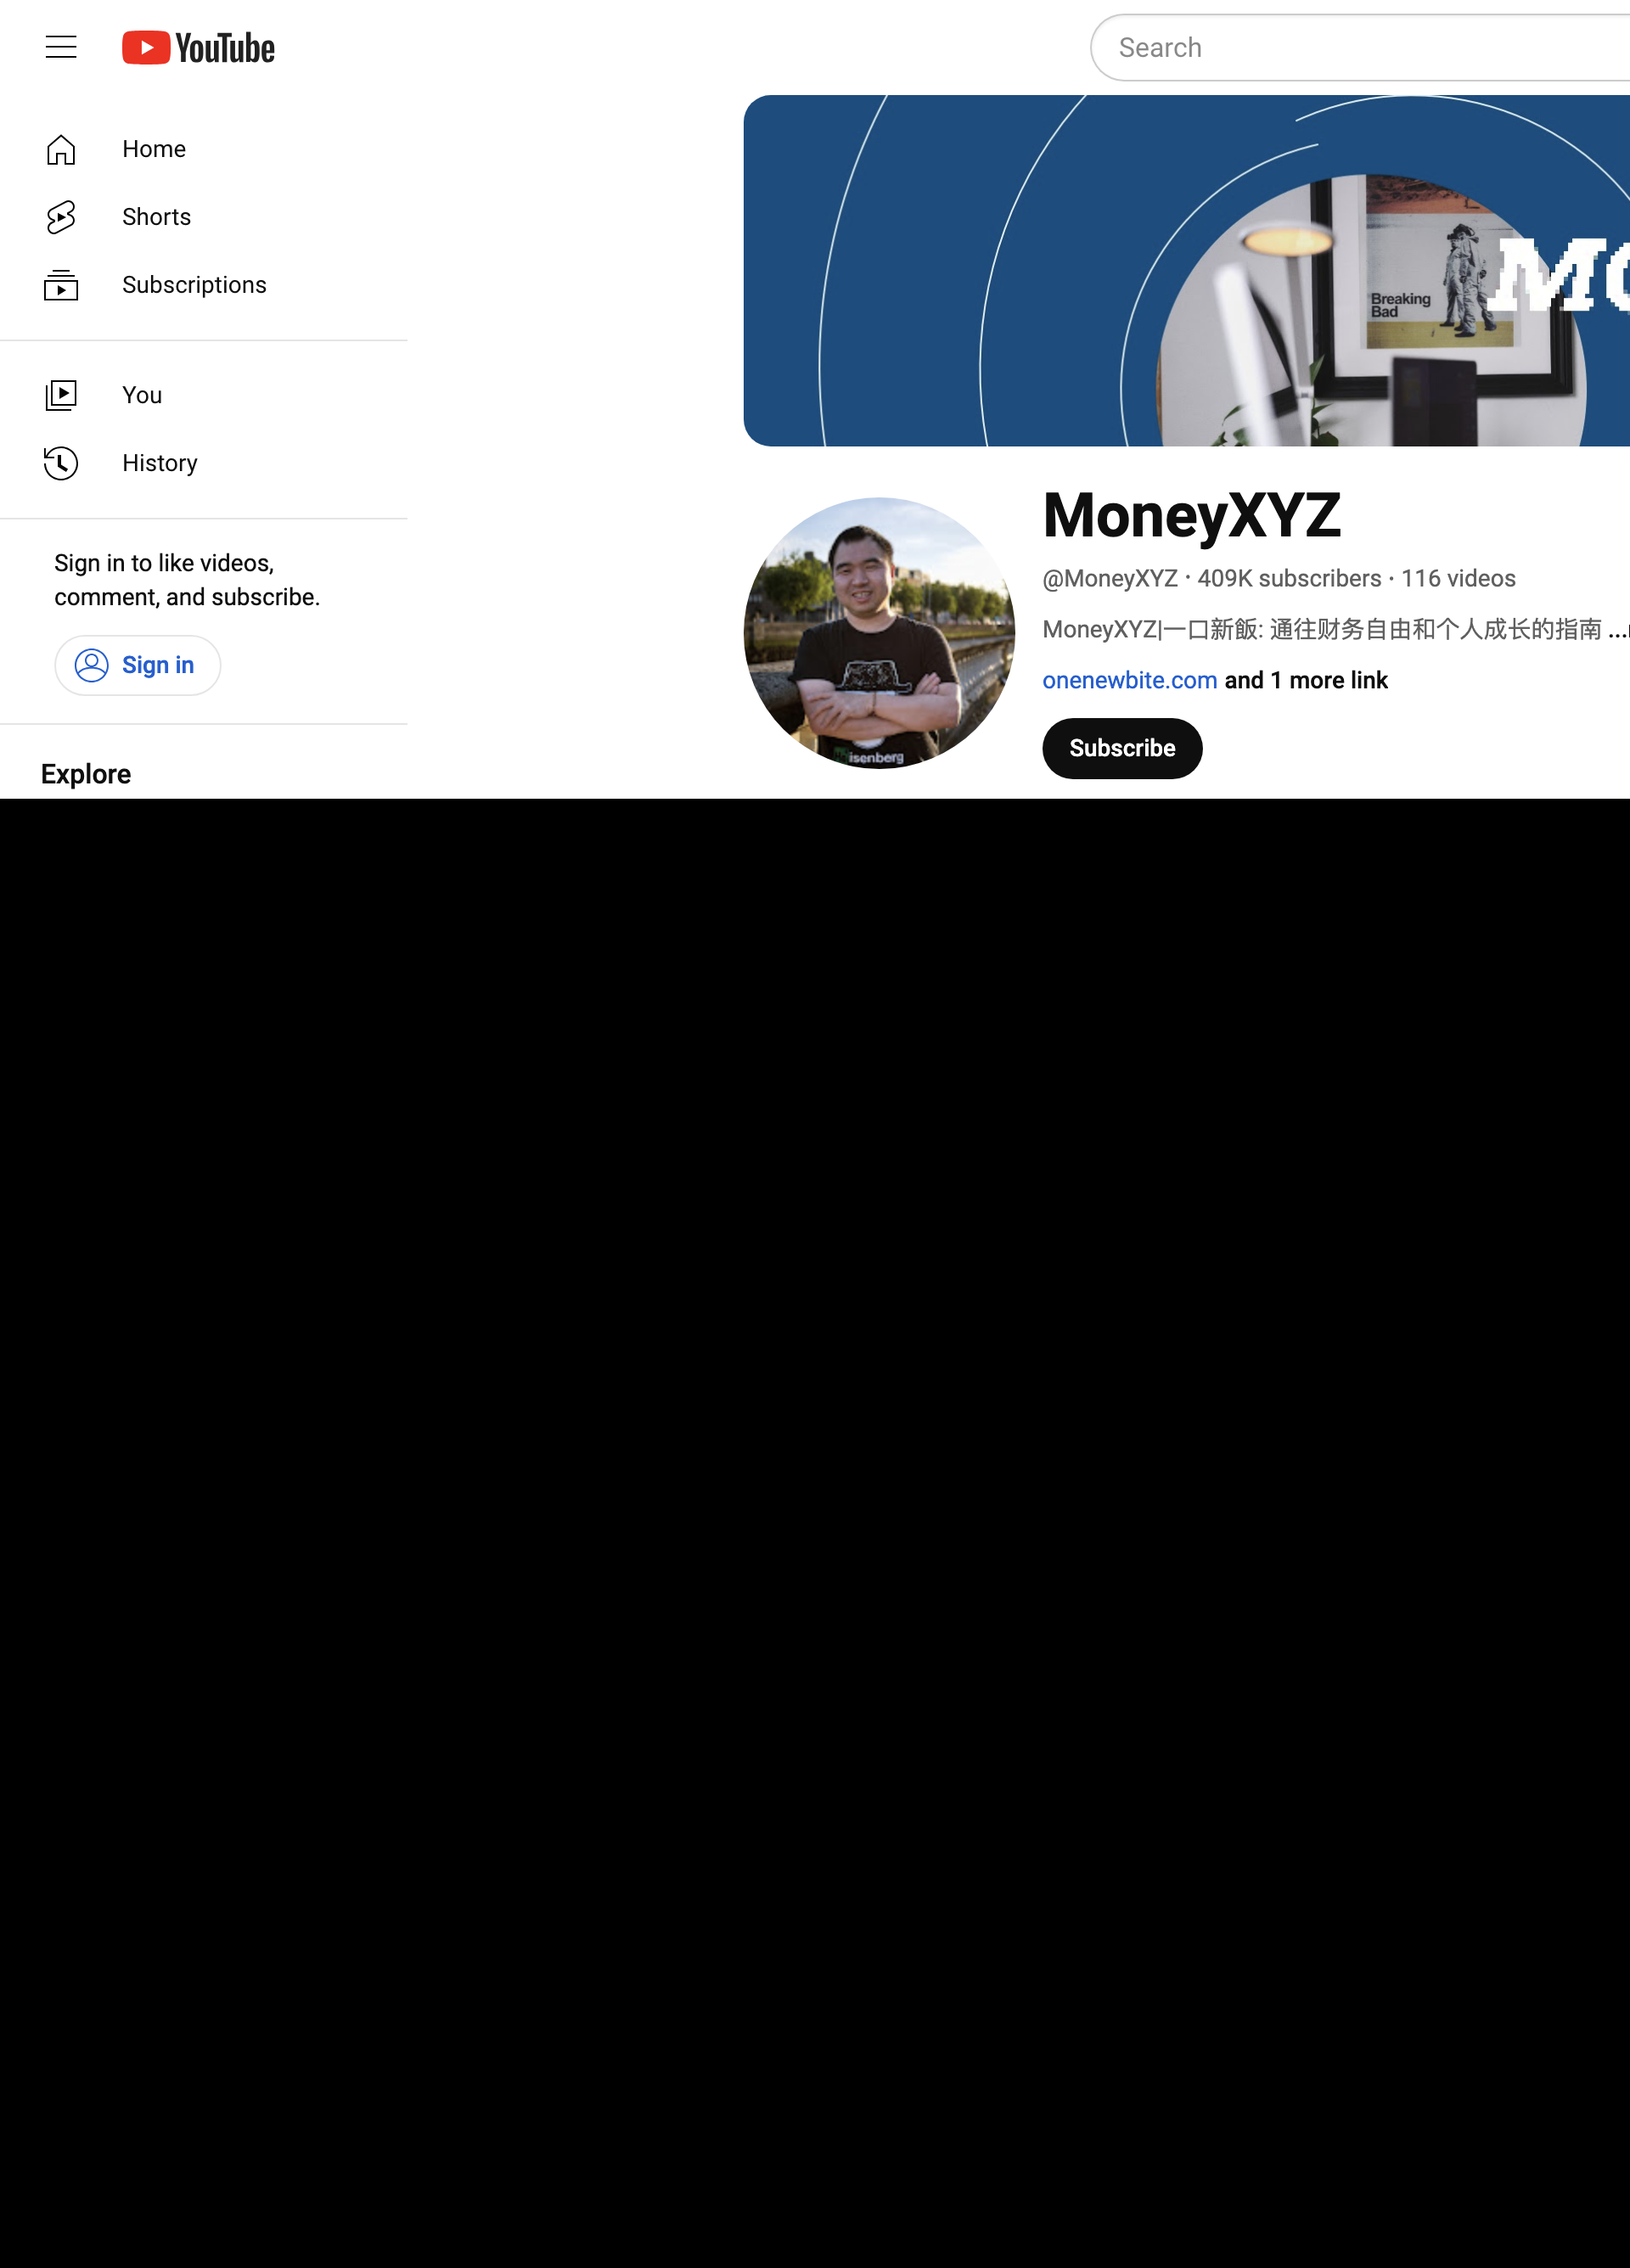 YouTube
Search
Home
Shorts
Subscriptions
You
History
Sign in to like videos,
comment, and subscribe.
Sign in
Explore
Breaking
Bad
MO
MoneyXYZ
@MoneyXYZ · 409K subscribers · 116 videos
MoneyXYZ|一口新飯: 通往财务自由和个人成长的指南 ...
onenewbite.com and 1 more link
Subscribe
isenberg